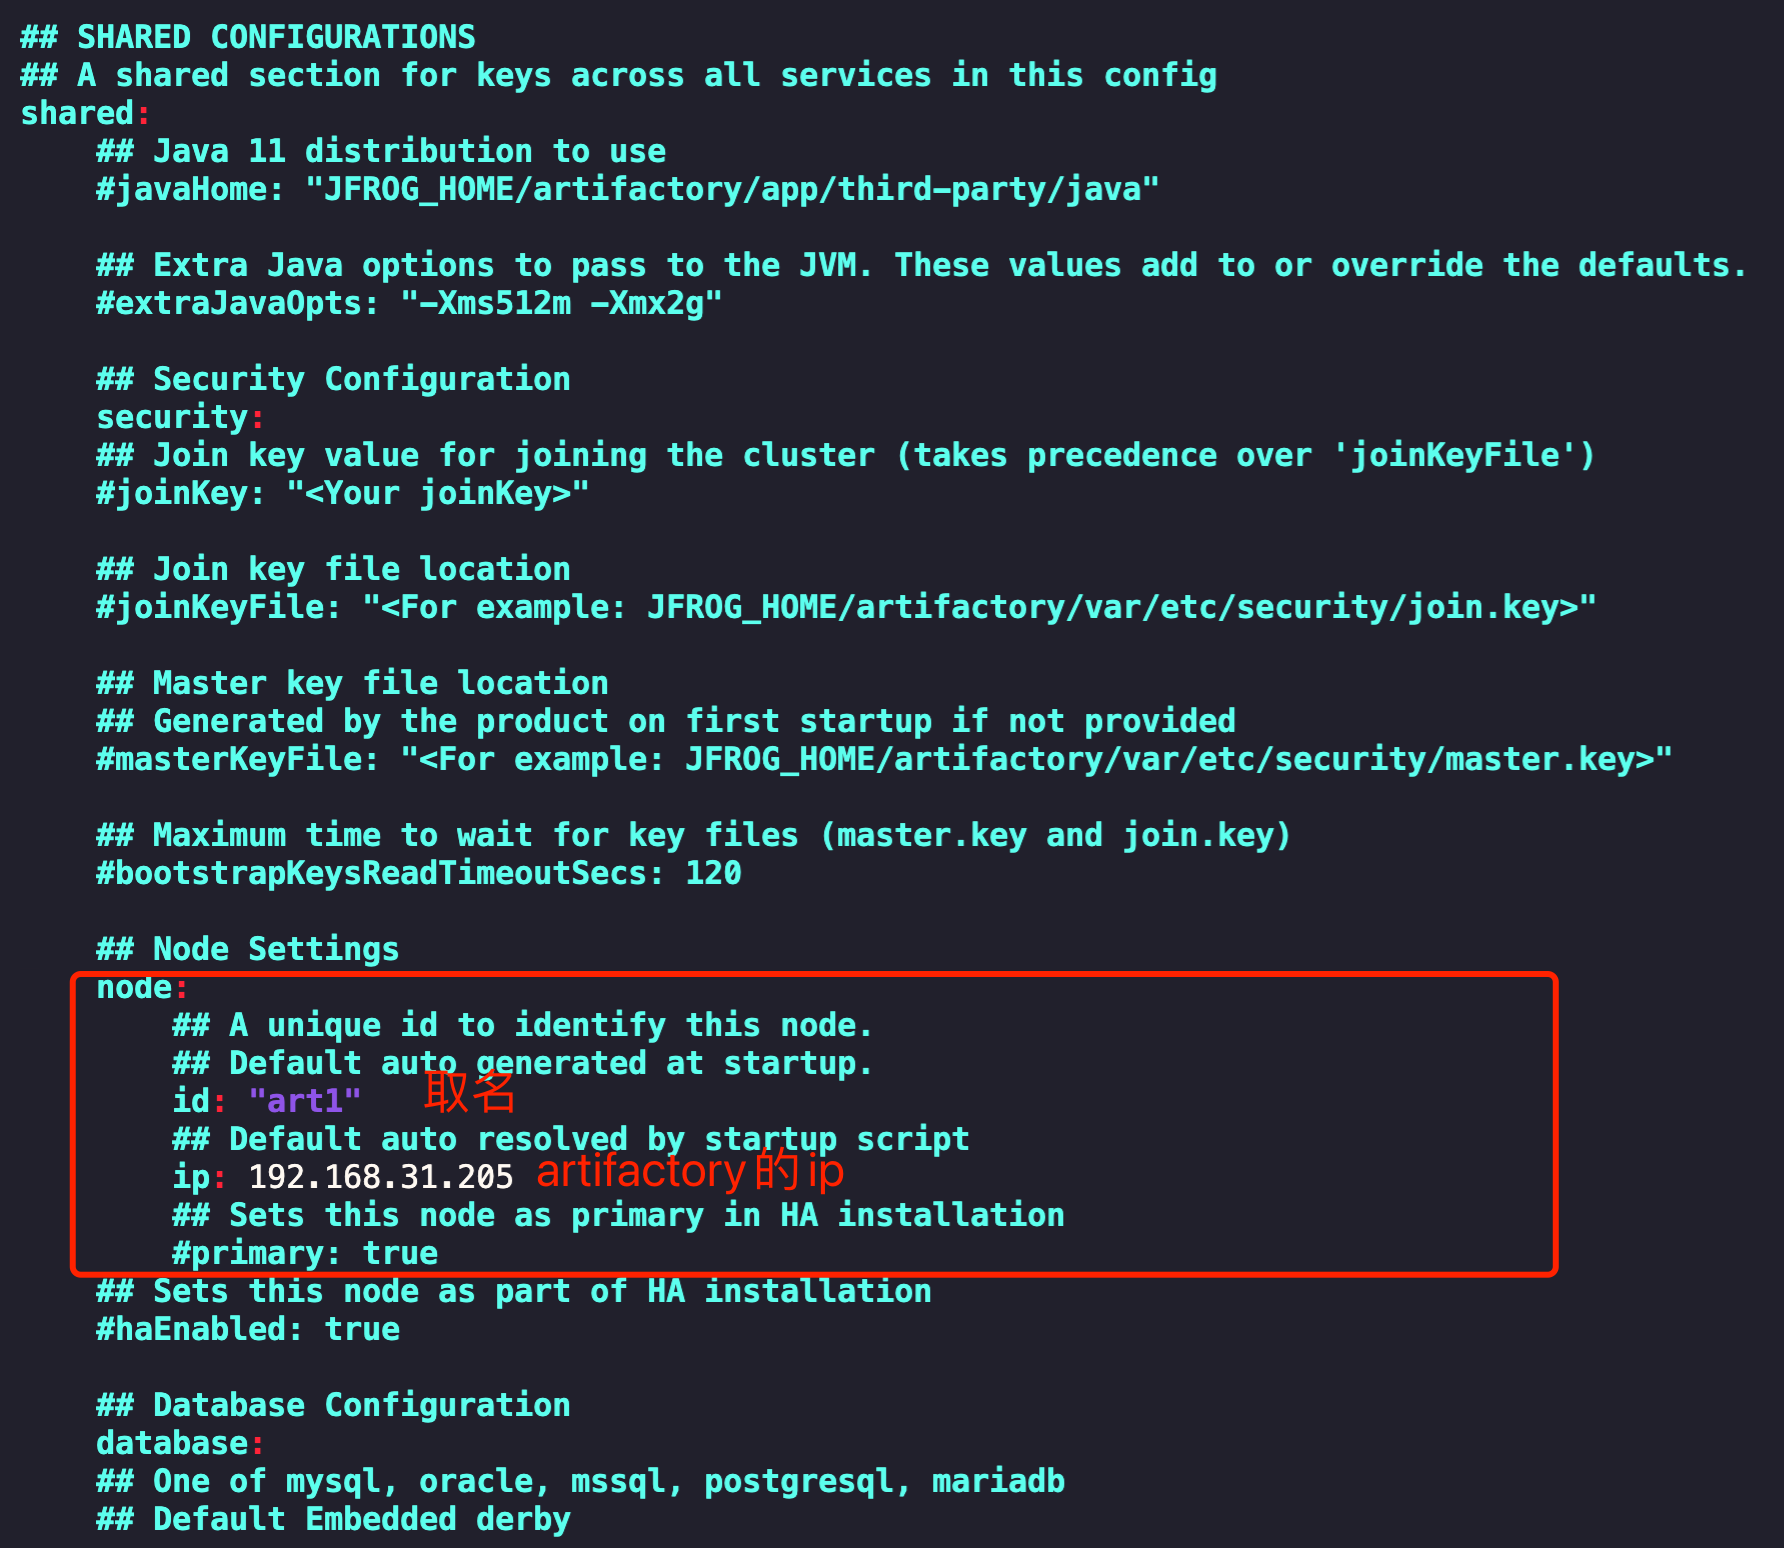 ## SHARED CONFIGURATIONS
## A shared section for keys across all services in this config
shared:
## Java 11 distribution to use
#javaHome: "JFROG_HOME/artifactory/app/third-party/java"
## Extra Java options to pass to the JVM. These values add to or override the defaults.
#extraJavaOpts: "-Xms512m -Xmx2g"
## Security Configuration
security:
## Join key value for joining the cluster (takes precedence over 'joinKeyFile')
#joinKey: "<Your joinKey>"
## Join key file location
#joinKeyFile: "<For example: JFROG_HOME/artifactory/var/etc/security/join.key>"
## Master key file location
## Generated by the product on first startup if not provided
#masterKeyFile: "<For example: JFROG_HOME/artifactory/var/etc/security/master.key>"
## Maximum time to wait for key files (master.key and join.key)
#bootstrapKeysReadTimeoutSecs: 120
## Node Settings
node:
## A unique id to identify this node.
## Default auto generated at startup.
id: "art1" 取名
## Default auto resolved by startup script
ip: 192.168.31.205 artifactory的ip
## Sets this node as primary in HA installation
#primary: true
## Sets this node as part of HA installation
#haEnabled: true
## Database Configuration
database:
## One of mysql, oracle, mssql, postgresql, mariadb
## Default Embedded derby